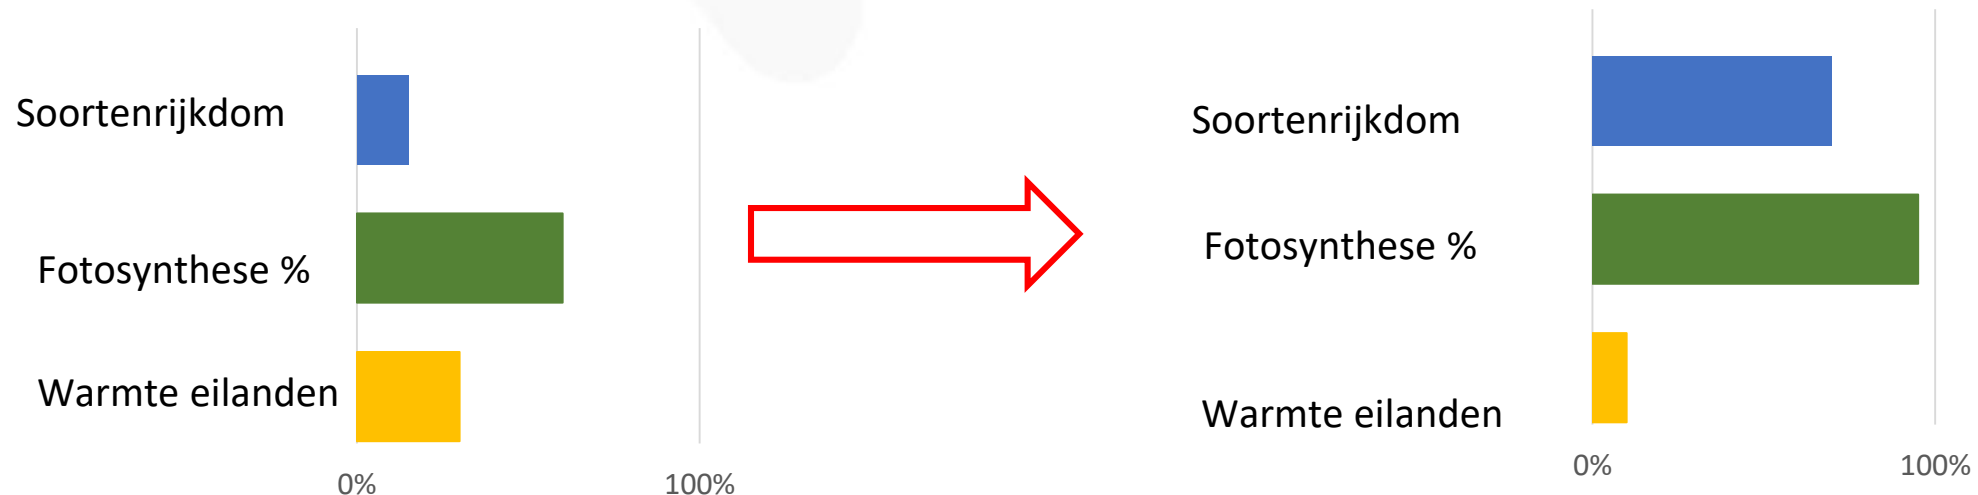 Soortenrijkdom
Fotosynthese %
Warmte eilanden
0%
100%
Soortenrijkdom
Fotosynthese %
Warmte eilanden
0%
100%